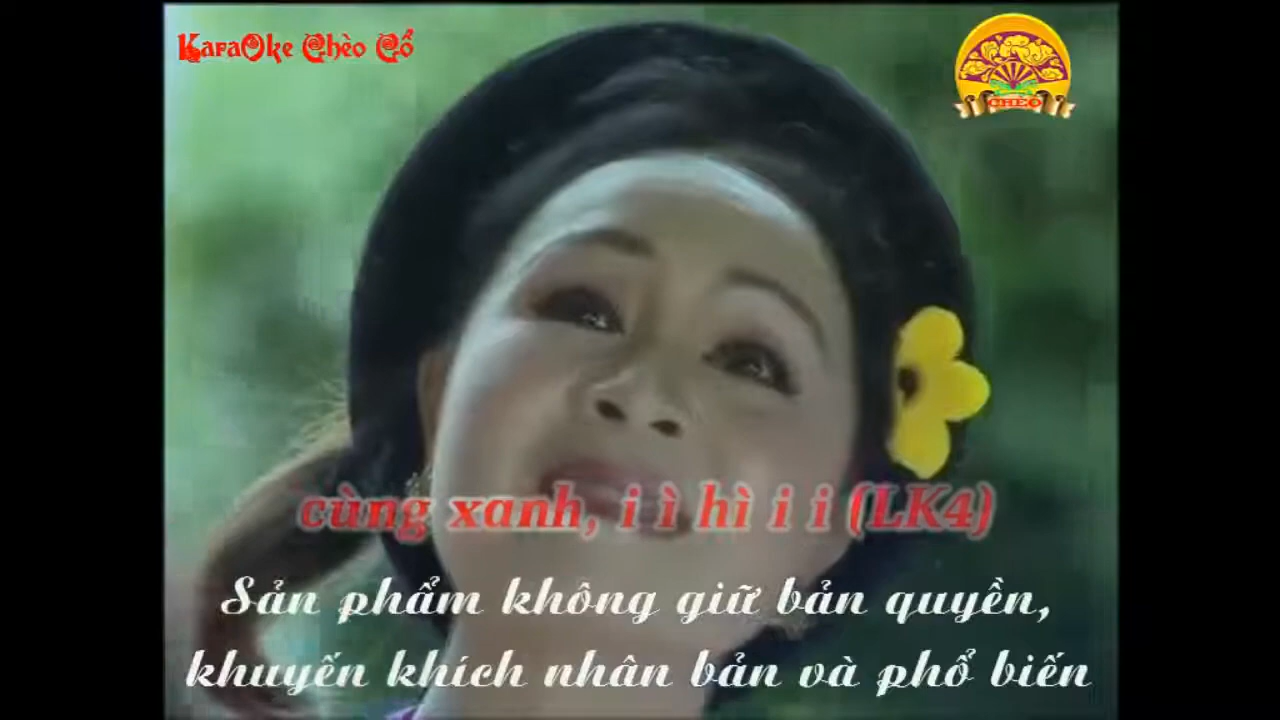 KaraOke Chèo Cổ
CHÈO
cùng xanh, i ì hì i i (LK4)
Sản phẩm không giữ bản quyền,
khuyến khích nhân bản và phổ biến